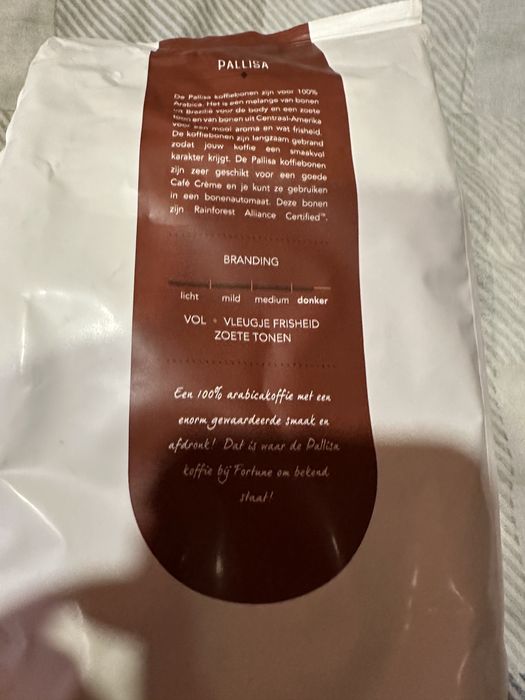 PALLISA
De Pallisa koffiebonen zijn voor 100%
Arabica. Het is een melange van bonen
uit Brazilië voor de body en een zoete
toon en van bonen uit Centraal-Amerika
voor een mooi aroma en wat frisheid.
De koffiebonen zijn langzaam gebrand
zodat jouw koffie een smaakvol
karakter krijgt. De Pallisa koffiebonen
zijn zeer geschikt voor een goede
Café Crème en je kunt ze gebruiken
in een bonenautomaat. Deze bonen
zijn Rainforest Alliance Certified™.
BRANDING
licht mild medium donker
VOL • VLEUGJE FRISHEID
ZOETE TONEN
Een 100% arabicakoffie met een
enorm gewaardeerde smaak en
afdronk! Dat is waar de Pallisa
koffie bij Fortune om bekend
staat!